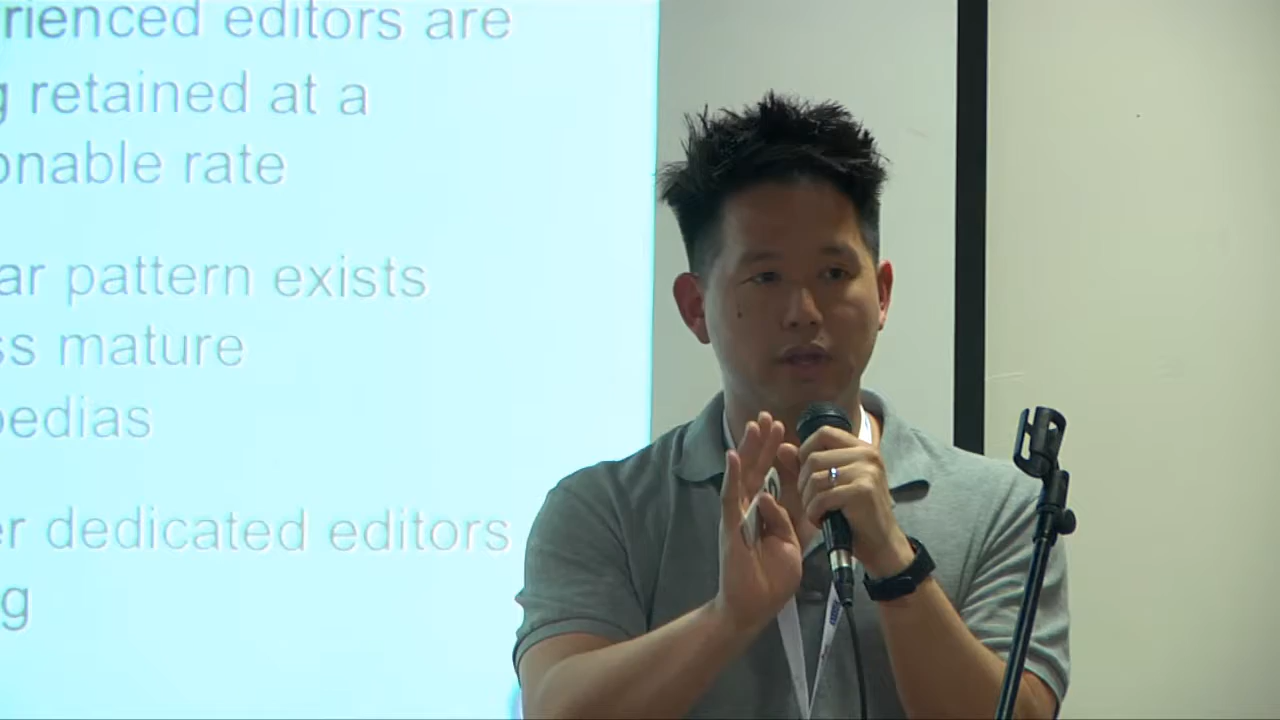 rienced editors are
g retained at a
onable rate
ar pattern exists
ss mature
pedias
er dedicated editors
g